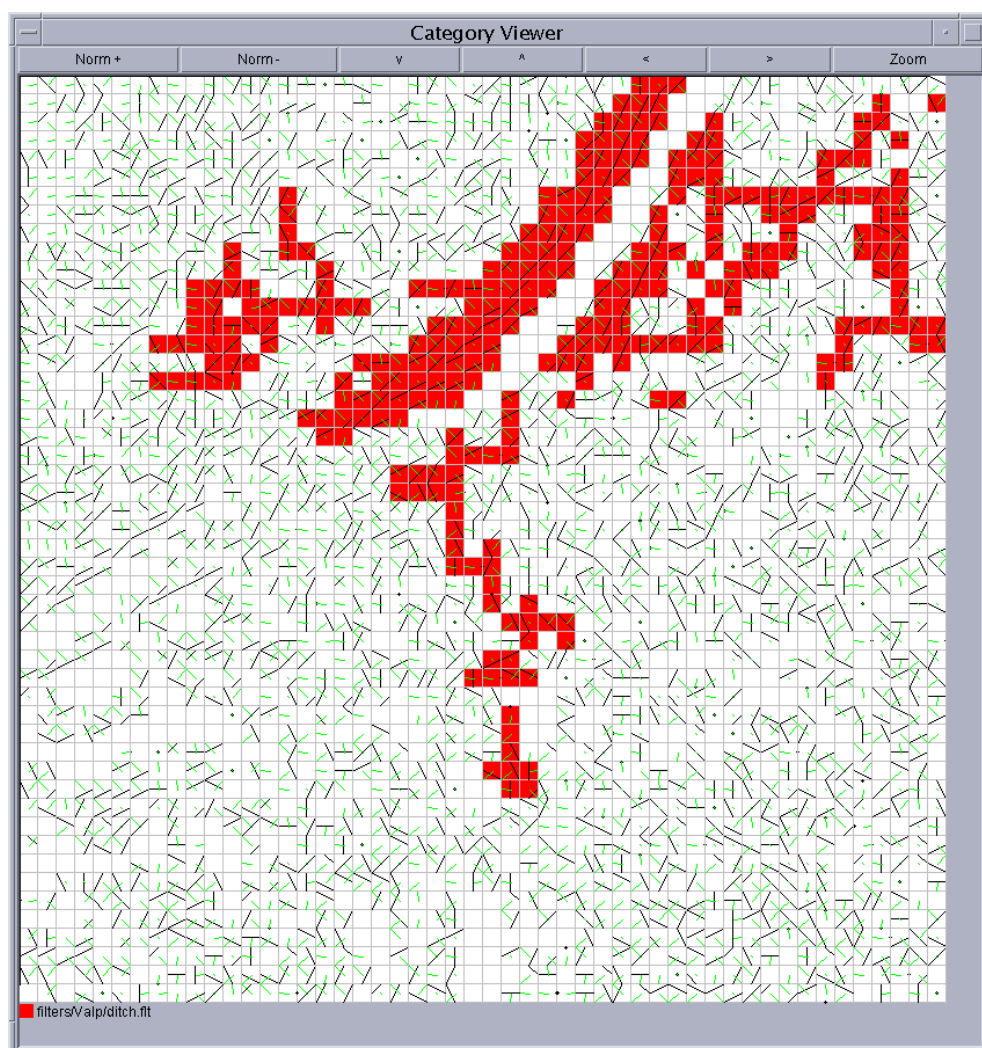 Category Viewer
Norm + Norm - v ^ < > Zoom
filters/Valp/ditch.flt